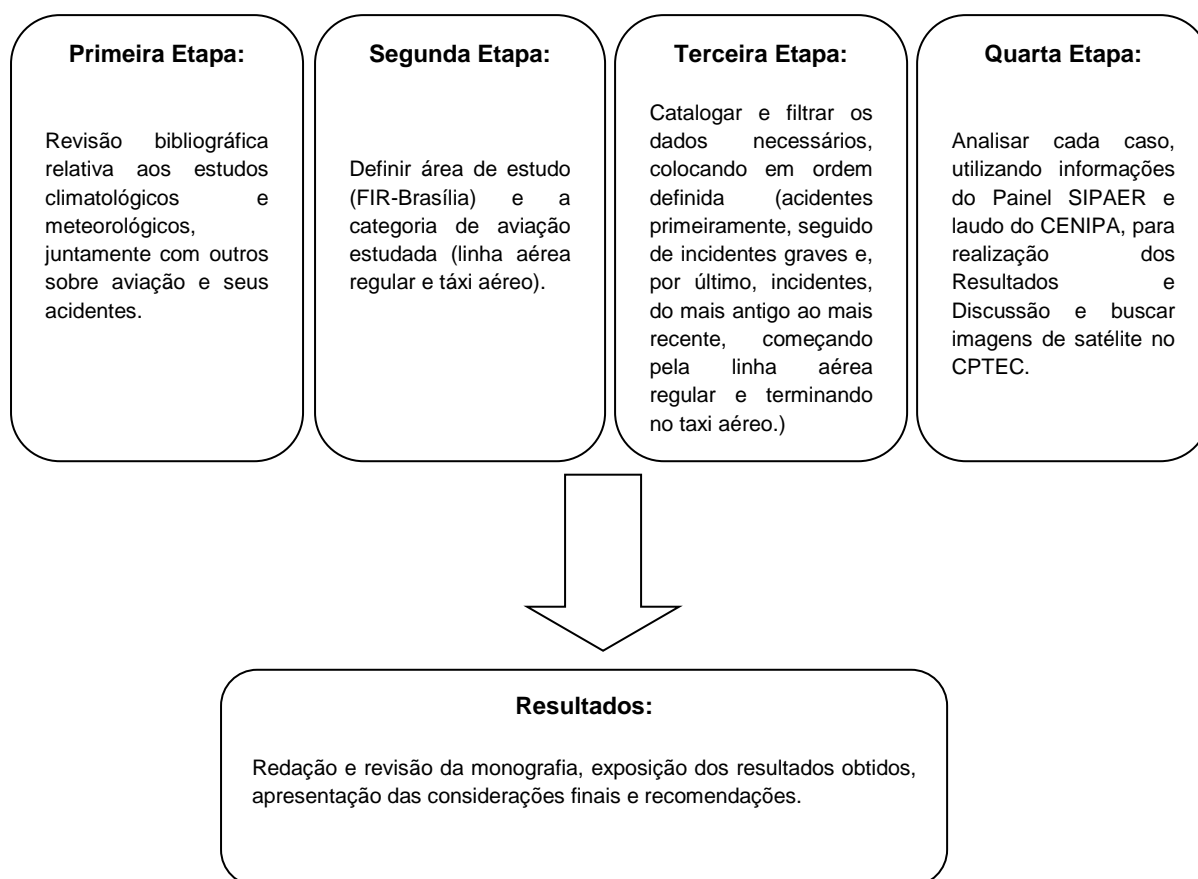 Primeira Etapa:
Revisão bibliográfica
relativa aos estudos
climatológicos e
meteorológicos,
juntamente com outros
sobre aviação e seus
acidentes.
Segunda Etapa:
Definir área de estudo
(FIR-Brasília) e a
categoria de aviação
estudada (linha aérea
regular e táxi aéreo).
Terceira Etapa:
Catalogar e filtrar os
dados necessários,
colocando em ordem
definida (acidentes
primeiramente, seguido
de incidentes graves e,
por último, incidentes,
do mais antigo ao mais
recente, começando
pela linha aérea
regular e terminando
no taxi aéreo.)
Quarta Etapa:
Analisar cada caso,
utilizando informações
do Painel SIPAER e
laudo do CENIPA, para
realização dos
Resultados e
Discussão e buscar
imagens de satélite no
CPTEC.
Resultados:
Redação e revisão da monografia, exposição dos resultados obtidos,
apresentação das considerações finais e recomendações.